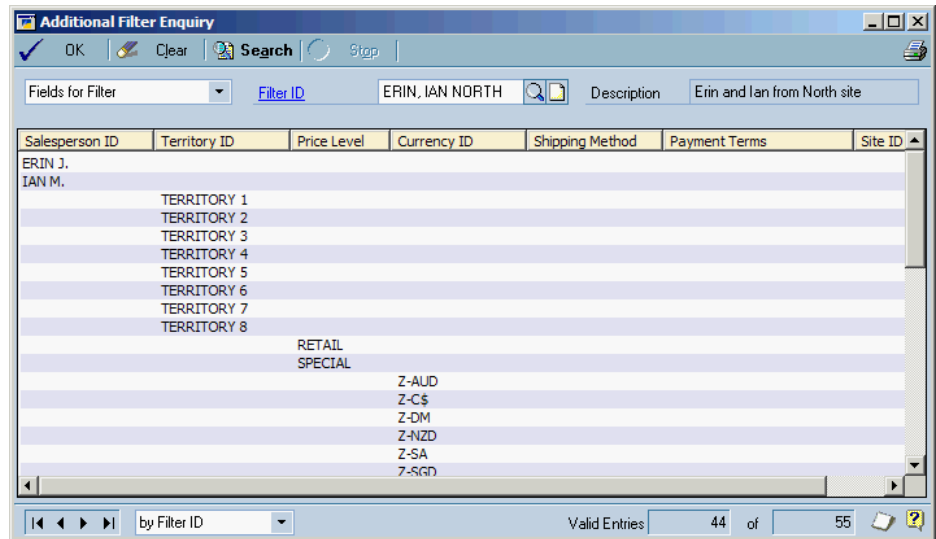 Additional Filter Enquiry
OK Clear Search Stop
Fields for Filter Filter ID ERIN, IAN NORTH Description Erin and Ian from North site
Salesperson ID Territory ID Price Level Currency ID Shipping Method Payment Terms Site ID
ERIN J.
IAN M.
TERRITORY 1
TERRITORY 2
TERRITORY 3
TERRITORY 4
TERRITORY 5
TERRITORY 6
TERRITORY 7
TERRITORY 8
RETAIL
SPECIAL
Z-AUD
Z-C$
Z-DM
Z-NZD
Z-SA
Z-SGD
by Filter ID Valid Entries 44 of 55